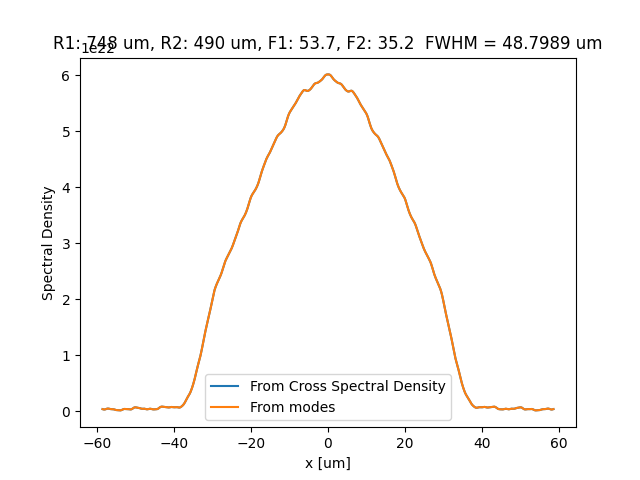 R1: 748 um, R2: 490 um, F1: 53.7, F2: 35.2  FWHM = 48.7989 um
1e22
6
5
4
3
2
1
0
Spectral Density
From Cross Spectral Density
From modes
−60
−40
−20
0
20
40
60
x [um]